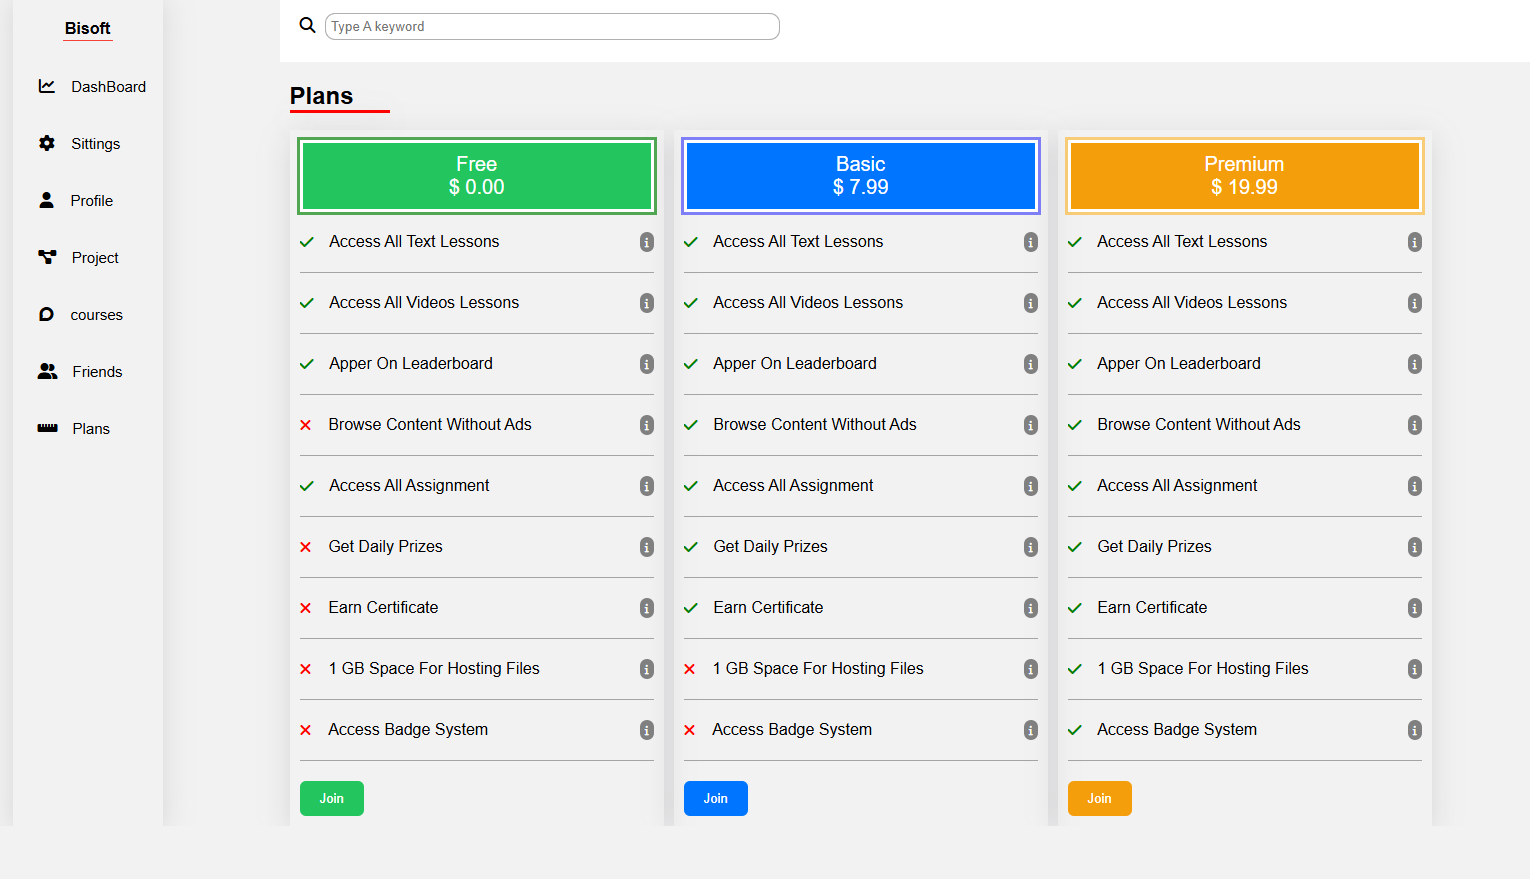 Bisoft
DashBoard
Sittings
Profile
Project
courses
Friends
Plans
Type A keyword
Plans
Free
$ 0.00
Access All Text Lessons
Access All Videos Lessons
Apper On Leaderboard
Browse Content Without Ads
Access All Assignment
Get Daily Prizes
Earn Certificate
1 GB Space For Hosting Files
Access Badge System
Join
Basic
$ 7.99
Access All Text Lessons
Access All Videos Lessons
Apper On Leaderboard
Browse Content Without Ads
Access All Assignment
Get Daily Prizes
Earn Certificate
1 GB Space For Hosting Files
Access Badge System
Join
Premium
$ 19.99
Access All Text Lessons
Access All Videos Lessons
Apper On Leaderboard
Browse Content Without Ads
Access All Assignment
Get Daily Prizes
Earn Certificate
1 GB Space For Hosting Files
Access Badge System
Join